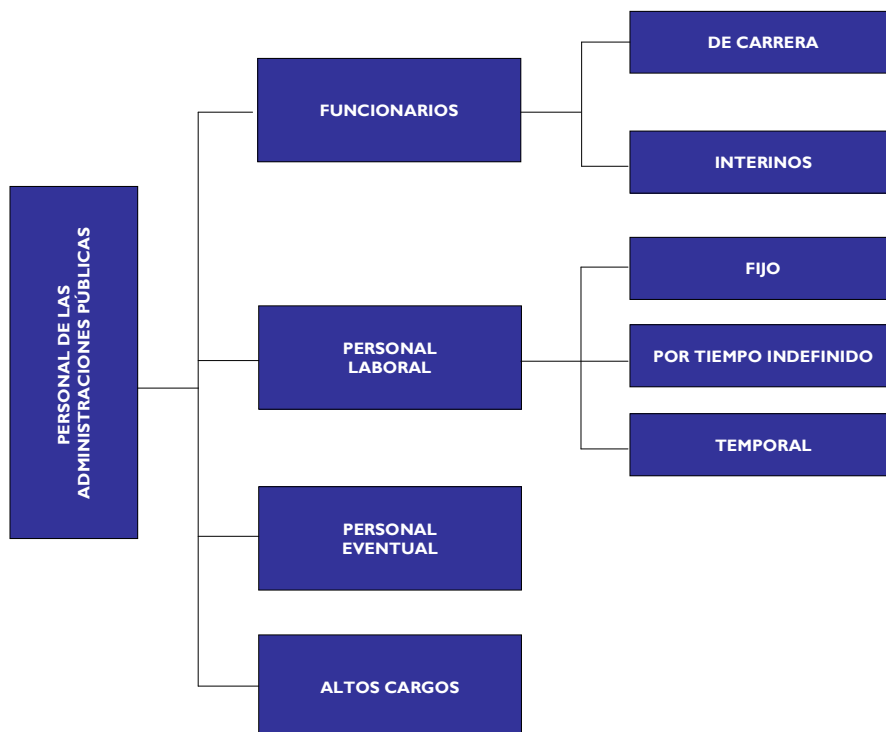 PERSONAL DE LAS
ADMINISTRACIONES PÚBLICAS
FUNCIONARIOS
DE CARRERA
INTERINOS
PERSONAL
LABORAL
FIJO
POR TIEMPO INDEFINIDO
TEMPORAL
PERSONAL
EVENTUAL
ALTOS CARGOS